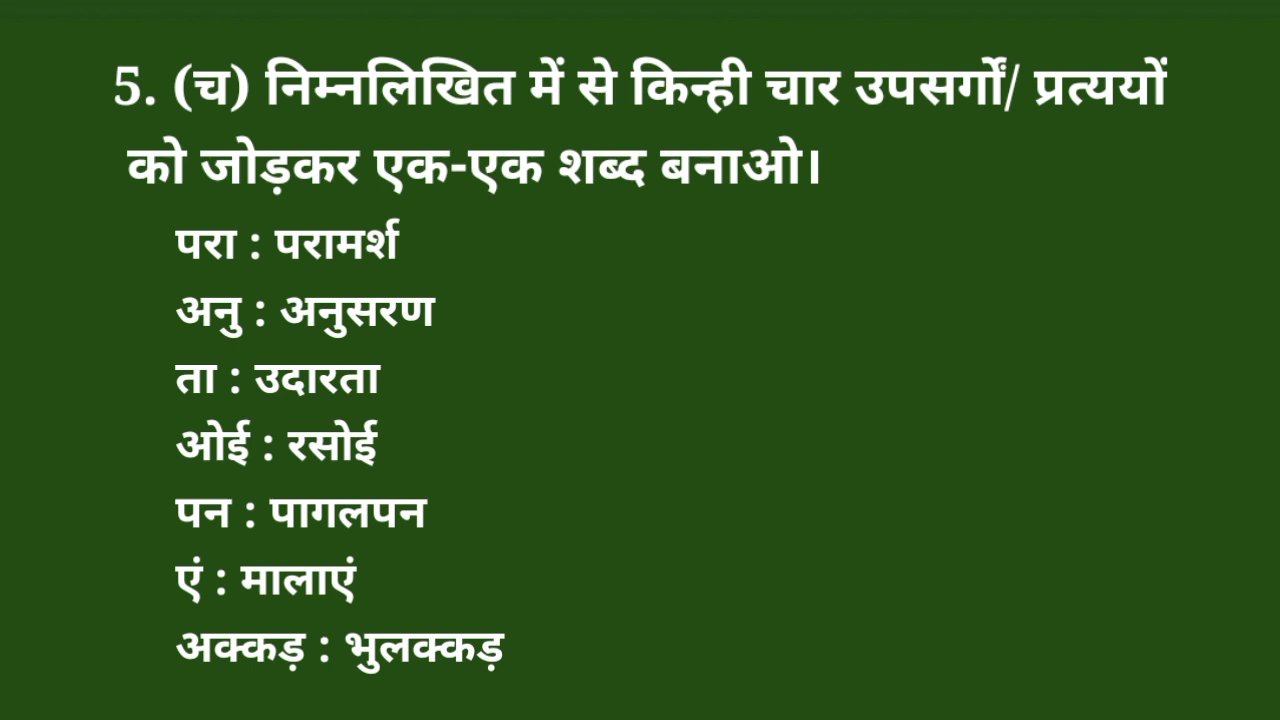 5. (च) निम्नलिखित में से किन्ही चार उपसर्गों/ प्रत्ययों
को जोड़कर एक-एक शब्द बनाओ।
परा : परामर्श
अनु : अनुसरण
ता : उदारता
ओई : रसोई
पन : पागलपन
एं : मालाएं
अक्कड़ : भुलक्कड़